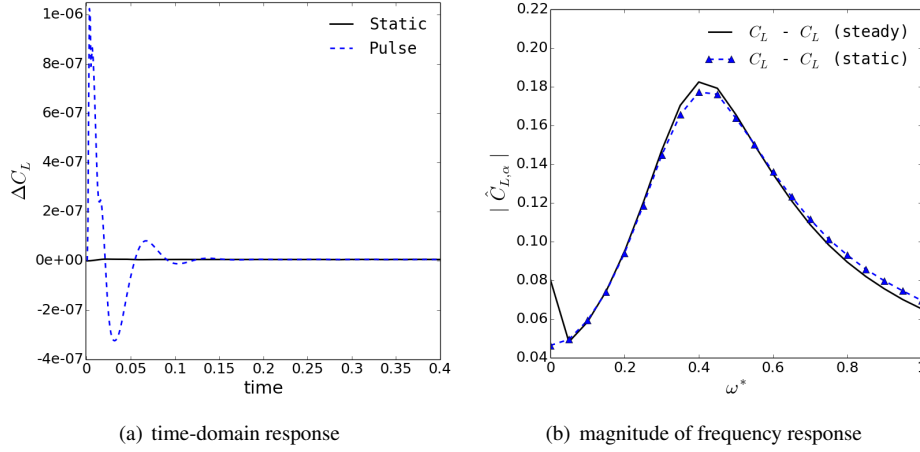 1e-06
8e-07
6e-07
4e-07
2e-07
0e+00
-2e-07
-4e-07
ΔC_L
Static
Pulse
0 0.05 0.1 0.15 0.2 0.25 0.3 0.35 0.4
time
(a) time-domain response
0.22
0.20
0.18
0.16
0.14
0.12
0.10
0.08
0.06
0.04
| Ĉ_{L,α} |
C_L - C_L (steady)
C_L - C_L (static)
0.0 0.2 0.4 0.6 0.8 1
ω*
(b) magnitude of frequency response